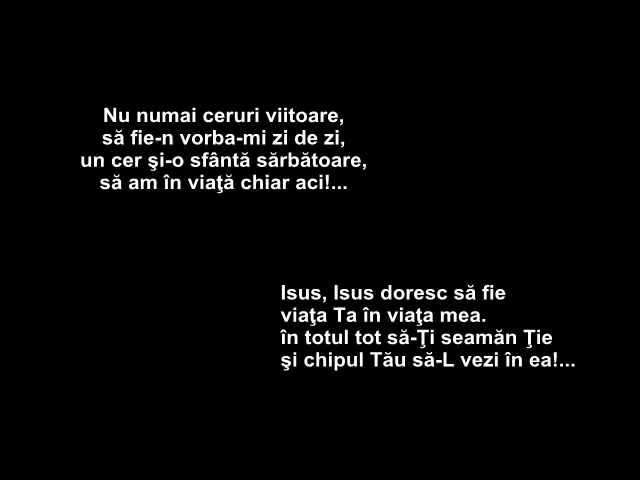 Nu numai ceruri viitoare,
să fie-n vorba-mi zi de zi,
un cer şi-o sfântă sărbătoare,
să am în viaţă chiar aci!...
Isus, Isus doresc să fie
viaţa Ta în viaţa mea.
în totul tot să-Ţi seamăn Ţie
şi chipul Tău să-L vezi în ea!...